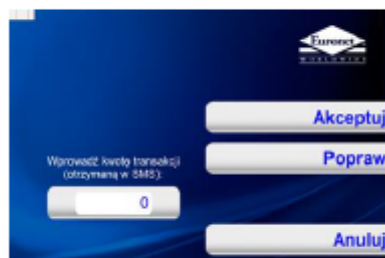 Euronet
WORLDWIDE
Akceptuj
Wprowadź kwotę transakcji
(otrzymaną w SMS):
Popraw
0
Anuluj